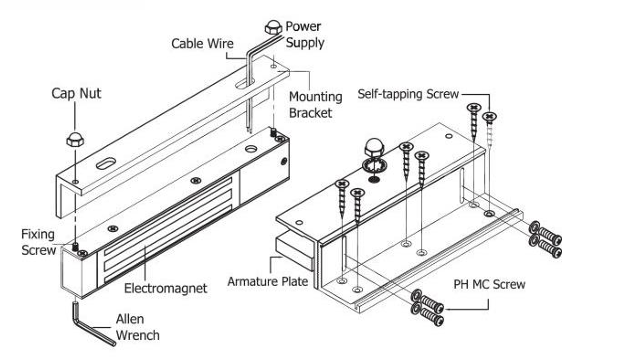 Power
Supply
Cable Wire
Cap Nut
Mounting
Bracket
Self-tapping Screw
Fixing
Screw
Electromagnet
Armature Plate
PH MC Screw
Allen
Wrench